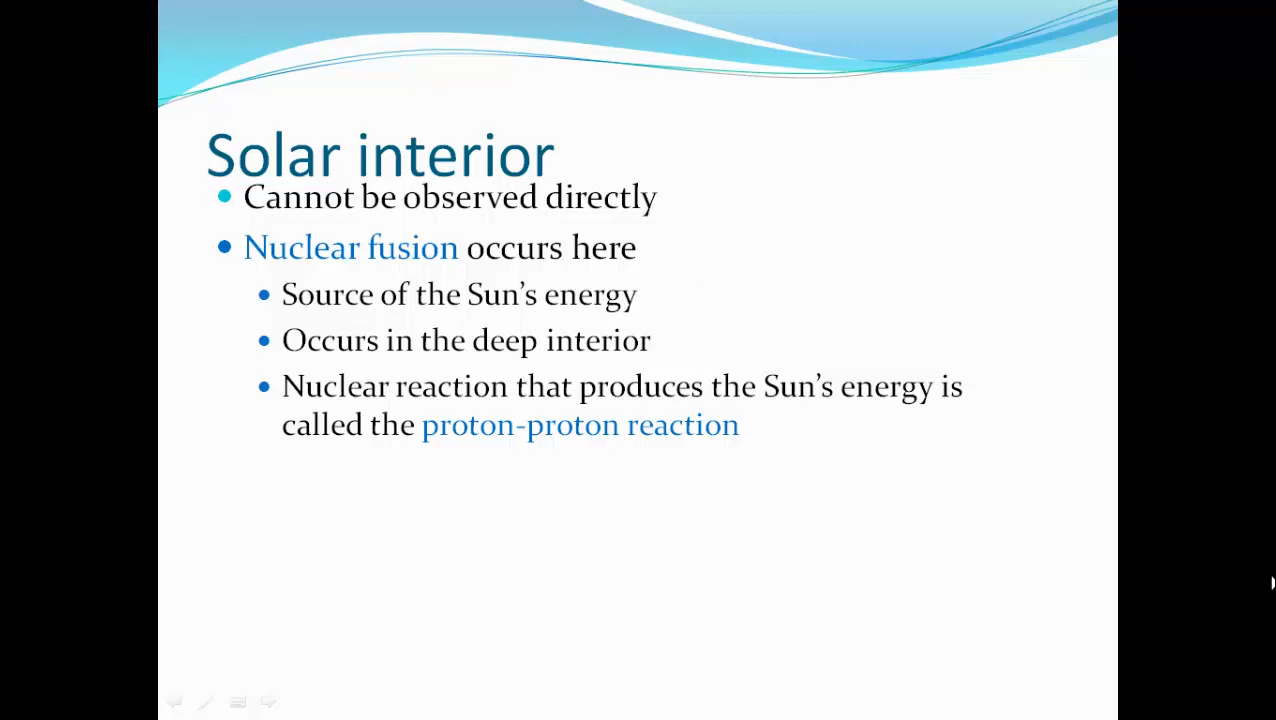 Solar interior
Cannot be observed directly
Nuclear fusion occurs here
Source of the Sun’s energy
Occurs in the deep interior
Nuclear reaction that produces the Sun’s energy is
called the proton-proton reaction